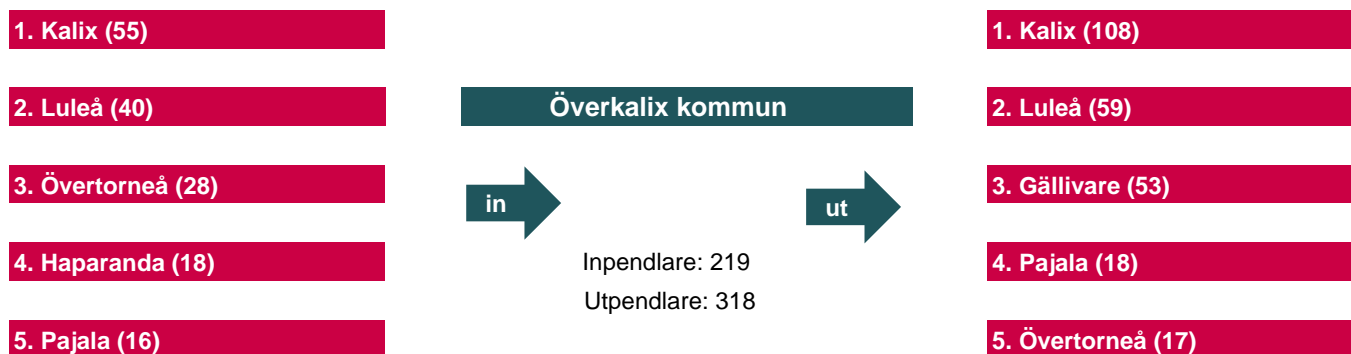 1. Kalix (55)
2. Luleå (40)
3. Övertorneå (28)
4. Haparanda (18)
5. Pajala (16)
Överkalix kommun
in
ut
Inpendlare: 219
Utpendlare: 318
1. Kalix (108)
2. Luleå (59)
3. Gällivare (53)
4. Pajala (18)
5. Övertorneå (17)